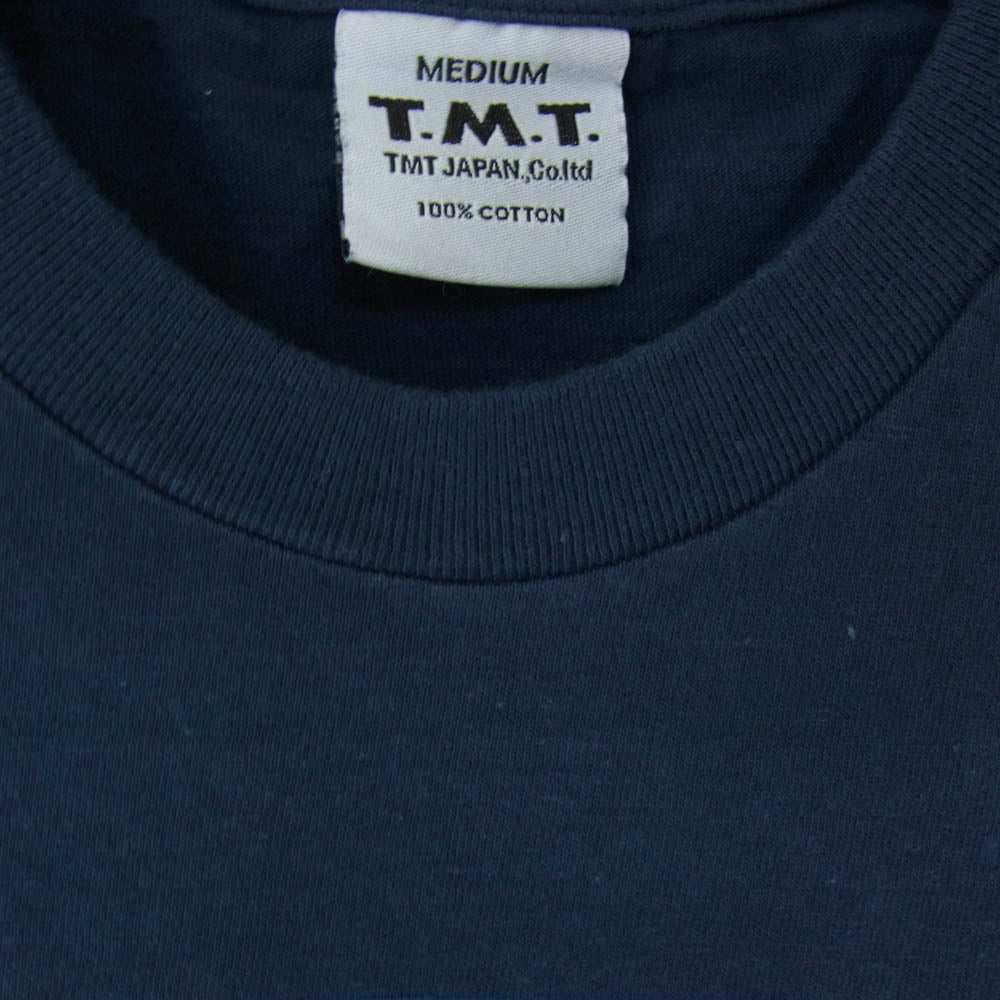 MEDIUM
T.M.T.
TMT JAPAN.,Co.ltd
100% COTTON